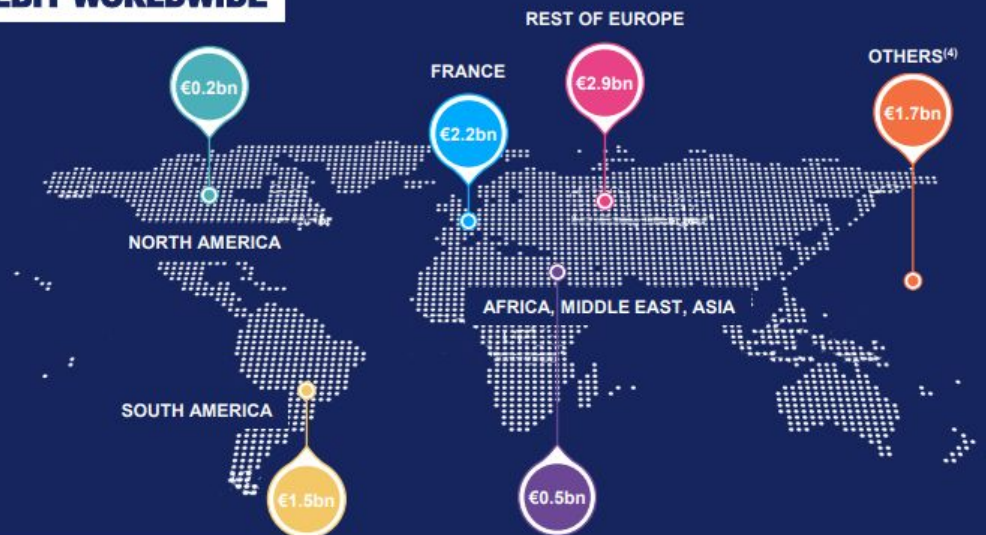 WORLDWIDE
REST OF EUROPE
€2.9bn
FRANCE
€2.2bn
€0.2bn
OTHERS(4)
€1.7bn
NORTH AMERICA
AFRICA, MIDDLE EAST, ASIA
€0.5bn
SOUTH AMERICA
€1.5bn